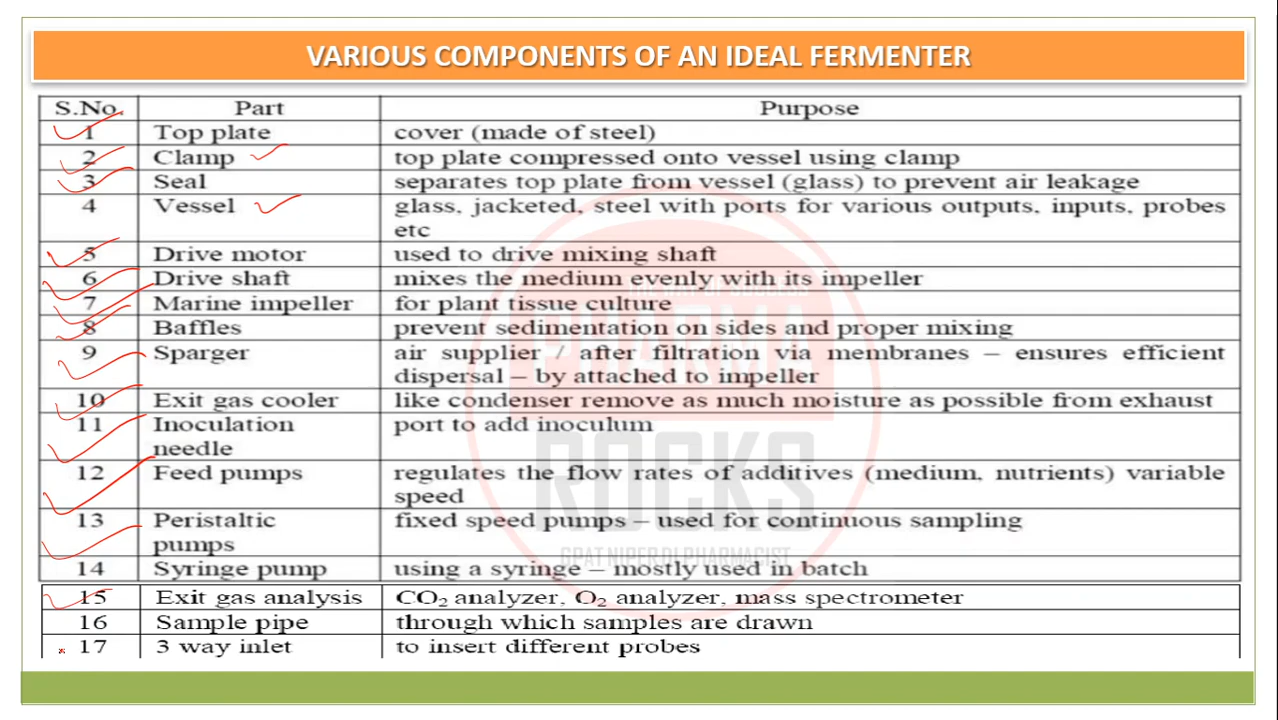 VARIOUS COMPONENTS OF AN IDEAL FERMENTER
S.No. Part Purpose
1 Top plate cover (made of steel)
2 Clamp top plate compressed onto vessel using clamp
3 Seal separates top plate from vessel (glass) to prevent air leakage
4 Vessel glass, jacketed, steel with ports for various outputs, inputs, probes
etc
5 Drive motor used to drive mixing shaft
6 Drive shaft mixes the medium evenly with its impeller
7 Marine impeller for plant tissue culture
8 Baffles prevent sedimentation on sides and proper mixing
9 Sparger air supplier / after filtration via membranes – ensures efficient
dispersal – by attached to impeller
10 Exit gas cooler like condenser remove as much moisture as possible from exhaust
11 Inoculation port to add inoculum
needle
12 Feed pumps regulates the flow rates of additives (medium, nutrients) variable
speed
13 Peristaltic fixed speed pumps – used for continuous sampling
pumps
14 Syringe pump using a syringe – mostly used in batch
15 Exit gas analysis CO₂ analyzer, O₂ analyzer, mass spectrometer
16 Sample pipe through which samples are drawn
17 3 way inlet to insert different probes
PHARMA
ROCKS
GPAT NIPER DI PHARMACIST